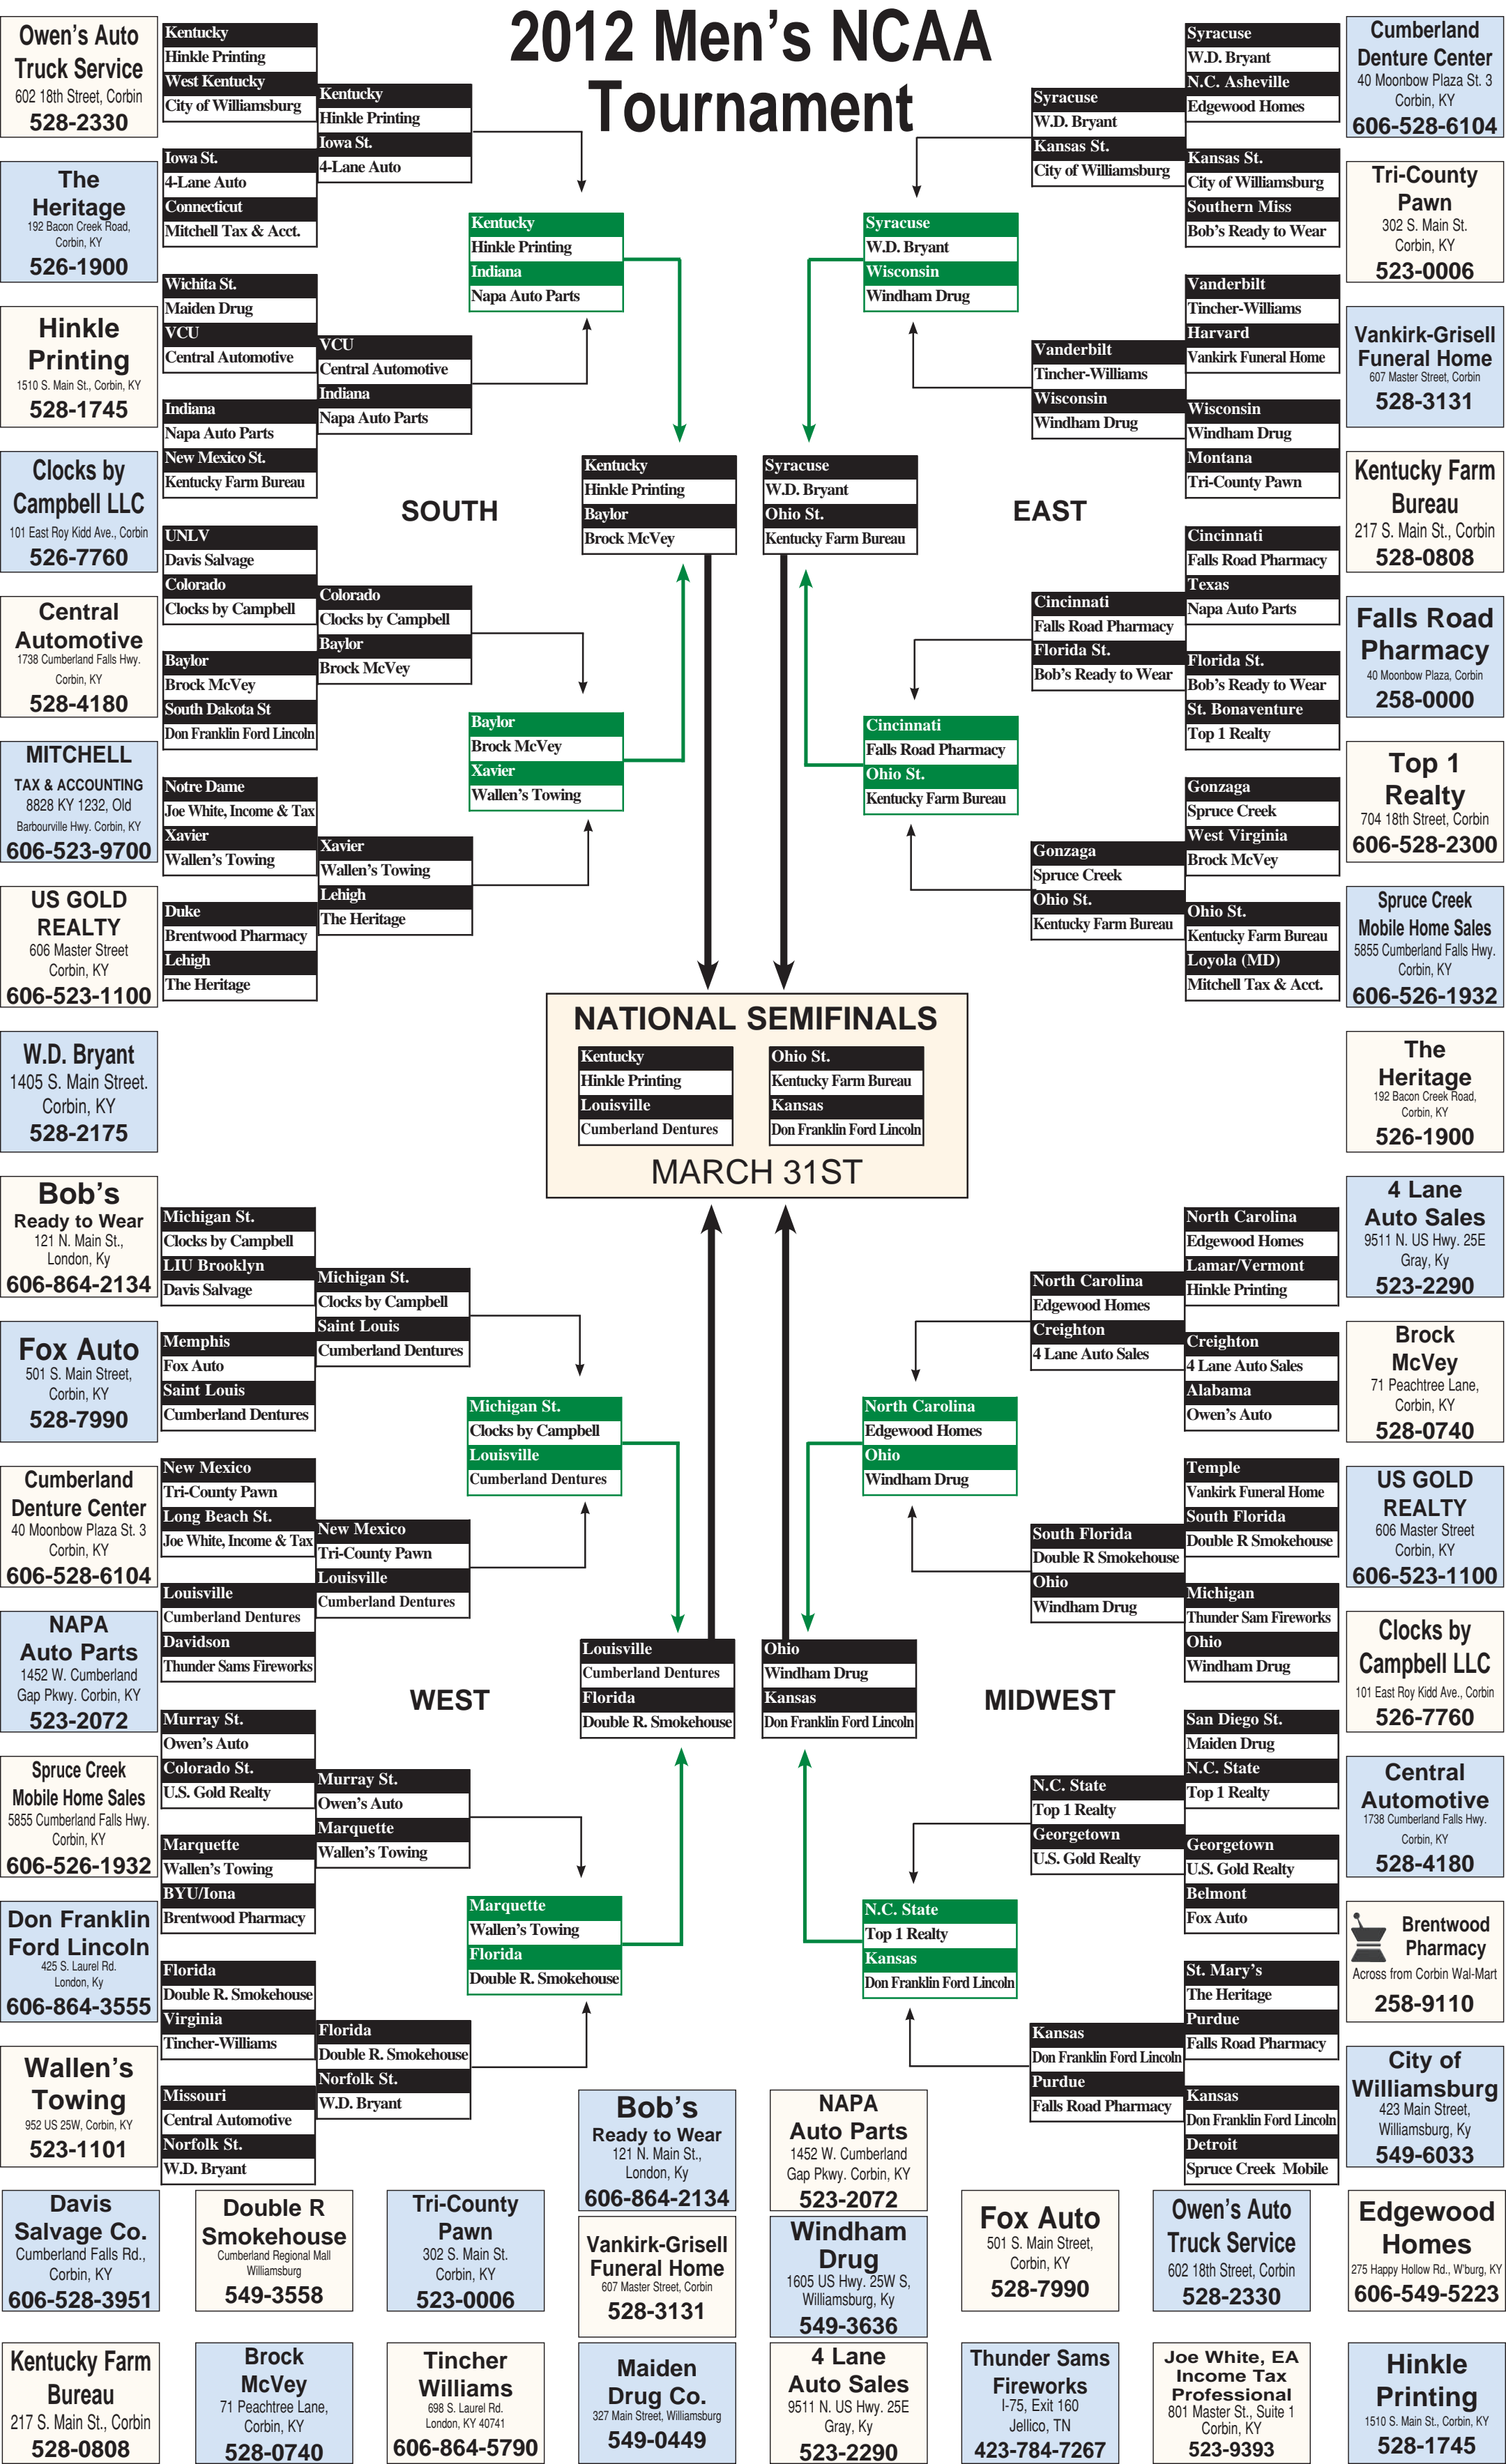 2012 Men's NCAA
Tournament
Owen's Auto
Truck Service
602 18th Street, Corbin
528-2330
The
Heritage
192 Bacon Creek Road,
Corbin, KY
526-1900
Hinkle
Printing
1510 S. Main St., Corbin, KY
528-1745
Clocks by
Campbell LLC
101 East Roy Kidd Ave., Corbin
526-7760
Central
Automotive
1738 Cumberland Falls Hwy.
Corbin, KY
528-4180
MITCHELL
TAX & ACCOUNTING
8828 KY 1232, Old
Barbourville Hwy. Corbin, KY
606-523-9700
US GOLD
REALTY
606 Master Street
Corbin, KY
606-523-1100
W.D. Bryant
1405 S. Main Street.
Corbin, KY
528-2175
Kentucky
Hinkle Printing
West Kentucky
City of Williamsburg
Iowa St.
4-Lane Auto
Connecticut
Mitchell Tax & Acct.
Wichita St.
Maiden Drug
VCU
Central Automotive
Indiana
Napa Auto Parts
New Mexico St.
Kentucky Farm Bureau
UNLV
Davis Salvage
Colorado
Clocks by Campbell
Baylor
Brock McVey
South Dakota St
Don Franklin Ford Lincoln
Notre Dame
Joe White, Income & Tax
Xavier
Wallen's Towing
Duke
Brentwood Pharmacy
Lehigh
The Heritage
Kentucky
Hinkle Printing
Iowa St.
4-Lane Auto
VCU
Central Automotive
Indiana
Napa Auto Parts
Colorado
Clocks by Campbell
Baylor
Brock McVey
Xavier
Wallen's Towing
Lehigh
The Heritage
Kentucky
Hinkle Printing
Indiana
Napa Auto Parts
Baylor
Brock McVey
Xavier
Wallen's Towing
SOUTH
Kentucky
Hinkle Printing
Baylor
Brock McVey
Syracuse
W.D. Bryant
Ohio St.
Kentucky Farm Bureau
EAST
Syracuse
W.D. Bryant
Wisconsin
Windham Drug
Cincinnati
Falls Road Pharmacy
Ohio St.
Kentucky Farm Bureau
Syracuse
W.D. Bryant
Kansas St.
City of Williamsburg
Vanderbilt
Tincher-Williams
Wisconsin
Windham Drug
Cincinnati
Falls Road Pharmacy
Florida St.
Bob's Ready to Wear
Gonzaga
Spruce Creek
Ohio St.
Kentucky Farm Bureau
Syracuse
W.D. Bryant
N.C. Asheville
Edgewood Homes
Kansas St.
City of Williamsburg
Southern Miss
Bob's Ready to Wear
Vanderbilt
Tincher-Williams
Harvard
Vankirk Funeral Home
Wisconsin
Windham Drug
Montana
Tri-County Pawn
Cincinnati
Falls Road Pharmacy
Texas
Napa Auto Parts
Florida St.
Bob's Ready to Wear
St. Bonaventure
Top 1 Realty
Gonzaga
Spruce Creek
West Virginia
Brock McVey
Ohio St.
Kentucky Farm Bureau
Loyola (MD)
Mitchell Tax & Acct.
Cumberland
Denture Center
40 Moonbow Plaza St. 3
Corbin, KY
606-528-6104
Tri-County
Pawn
302 S. Main St.
Corbin, KY
523-0006
Vankirk-Grisell
Funeral Home
607 Master Street, Corbin
528-3131
Kentucky Farm
Bureau
217 S. Main St., Corbin
528-0808
Falls Road
Pharmacy
40 Moonbow Plaza, Corbin
258-0000
Top 1
Realty
704 18th Street, Corbin
606-528-2300
Spruce Creek
Mobile Home Sales
5855 Cumberland Falls Hwy.
Corbin, KY
606-526-1932
The
Heritage
192 Bacon Creek Road,
Corbin, KY
526-1900
NATIONAL SEMIFINALS
Kentucky
Hinkle Printing
Louisville
Cumberland Dentures
Ohio St.
Kentucky Farm Bureau
Kansas
Don Franklin Ford Lincoln
MARCH 31ST
Bob's
Ready to Wear
121 N. Main St.,
London, Ky
606-864-2134
Fox Auto
501 S. Main Street,
Corbin, KY
528-7990
Cumberland
Denture Center
40 Moonbow Plaza St. 3
Corbin, KY
606-528-6104
NAPA
Auto Parts
1452 W. Cumberland
Gap Pkwy. Corbin, KY
523-2072
Spruce Creek
Mobile Home Sales
5855 Cumberland Falls Hwy.
Corbin, KY
606-526-1932
Don Franklin
Ford Lincoln
425 S. Laurel Rd.
London, Ky
606-864-3555
Wallen's
Towing
952 US 25W, Corbin, KY
523-1101
Michigan St.
Clocks by Campbell
LIU Brooklyn
Davis Salvage
Memphis
Fox Auto
Saint Louis
Cumberland Dentures
New Mexico
Tri-County Pawn
Long Beach St.
Joe White, Income & Tax
Louisville
Cumberland Dentures
Davidson
Thunder Sams Fireworks
Murray St.
Owen's Auto
Colorado St.
U.S. Gold Realty
Marquette
Wallen's Towing
BYU/Iona
Brentwood Pharmacy
Florida
Double R. Smokehouse
Virginia
Tincher-Williams
Missouri
Central Automotive
Norfolk St.
W.D. Bryant
Michigan St.
Clocks by Campbell
Saint Louis
Cumberland Dentures
New Mexico
Tri-County Pawn
Louisville
Cumberland Dentures
Murray St.
Owen's Auto
Marquette
Wallen's Towing
Florida
Double R. Smokehouse
Norfolk St.
W.D. Bryant
Michigan St.
Clocks by Campbell
Louisville
Cumberland Dentures
Marquette
Wallen's Towing
Florida
Double R. Smokehouse
WEST
Louisville
Cumberland Dentures
Florida
Double R. Smokehouse
Ohio
Windham Drug
Kansas
Don Franklin Ford Lincoln
MIDWEST
North Carolina
Edgewood Homes
Ohio
Windham Drug
N.C. State
Top 1 Realty
Kansas
Don Franklin Ford Lincoln
North Carolina
Edgewood Homes
Creighton
4 Lane Auto Sales
South Florida
Double R Smokehouse
Ohio
Windham Drug
N.C. State
Top 1 Realty
Georgetown
U.S. Gold Realty
Kansas
Don Franklin Ford Lincoln
Purdue
Falls Road Pharmacy
North Carolina
Edgewood Homes
Lamar/Vermont
Hinkle Printing
Creighton
4 Lane Auto Sales
Alabama
Owen's Auto
Temple
Vankirk Funeral Home
South Florida
Double R Smokehouse
Michigan
Thunder Sam Fireworks
Ohio
Windham Drug
San Diego St.
Maiden Drug
N.C. State
Top 1 Realty
Georgetown
U.S. Gold Realty
Belmont
Fox Auto
St. Mary's
The Heritage
Purdue
Falls Road Pharmacy
Kansas
Don Franklin Ford Lincoln
Detroit
Spruce Creek Mobile
4 Lane
Auto Sales
9511 N. US Hwy. 25E
Gray, Ky
523-2290
Brock
McVey
71 Peachtree Lane,
Corbin, KY
528-0740
US GOLD
REALTY
606 Master Street
Corbin, KY
606-523-1100
Clocks by
Campbell LLC
101 East Roy Kidd Ave., Corbin
526-7760
Central
Automotive
1738 Cumberland Falls Hwy.
Corbin, KY
528-4180
Brentwood
Pharmacy
Across from Corbin Wal-Mart
258-9110
City of
Williamsburg
423 Main Street,
Williamsburg, Ky
549-6033
Davis
Salvage Co.
Cumberland Falls Rd.,
Corbin, KY
606-528-3951
Double R
Smokehouse
Cumberland Regional Mall
Williamsburg
549-3558
Tri-County
Pawn
302 S. Main St.
Corbin, KY
523-0006
Bob's
Ready to Wear
121 N. Main St.,
London, Ky
606-864-2134
Vankirk-Grisell
Funeral Home
607 Master Street, Corbin
528-3131
NAPA
Auto Parts
1452 W. Cumberland
Gap Pkwy. Corbin, KY
523-2072
Windham
Drug
1605 US Hwy. 25W S,
Williamsburg, Ky
549-3636
Fox Auto
501 S. Main Street,
Corbin, KY
528-7990
Owen's Auto
Truck Service
602 18th Street, Corbin
528-2330
Edgewood
Homes
275 Happy Hollow Rd., W'burg, KY
606-549-5223
Kentucky Farm
Bureau
217 S. Main St., Corbin
528-0808
Brock
McVey
71 Peachtree Lane,
Corbin, KY
528-0740
Tincher
Williams
698 S. Laurel Rd.
London, KY 40741
606-864-5790
Maiden
Drug Co.
327 Main Street, Williamsburg
549-0449
4 Lane
Auto Sales
9511 N. US Hwy. 25E
Gray, Ky
523-2290
Thunder Sams
Fireworks
I-75, Exit 160
Jellico, TN
423-784-7267
Joe White, EA
Income Tax
Professional
801 Master St., Suite 1
Corbin, KY
523-9393
Hinkle
Printing
1510 S. Main St., Corbin, KY
528-1745